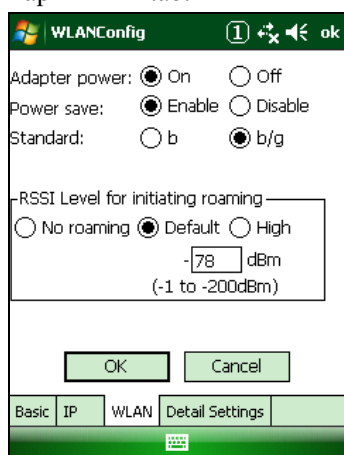 WLANConfig 1 ok
Adapter power: On Off
Power save: Enable Disable
Standard: b b/g
RSSI Level for initiating roaming
No roaming Default High
-78 dBm
(-1 to -200dBm)
OK Cancel
Basic IP WLAN Detail Settings